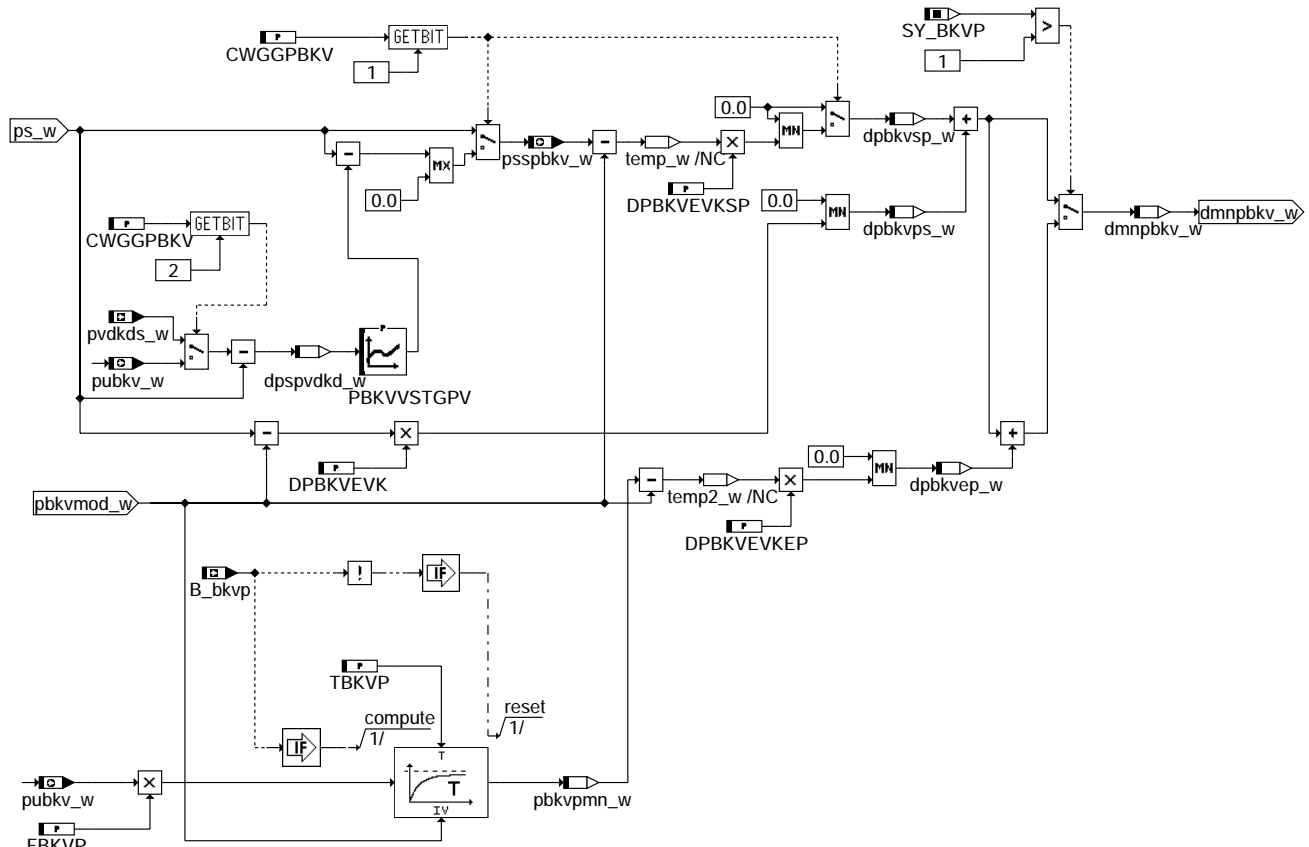 CWGGPBKV
P
GETBIT
1
SY_BKVP
1
>
ps_w
0.0
MX
psspbkv_w
temp_w /NC
P
DPBKVEVKSP
0.0
MN
dpbkvsp_w
0.0
MN
dpbkvps_w
dmnpbkv_w
dmnpbkv_w
P
CWGGPBKV
GETBIT
2
pvdkds_w
pubkv_w
dpspvdkd_w
P
PBKVVSTGPV
P
DPBKVEVK
pbkvmod_w
temp2_w /NC
P
DPBKVEVKEP
0.0
MN
dpbkvep_w
B_bkvp
!
IF
P
TBKVP
IF
compute
1/
reset
1/
T
T
IV
pubkv_w
P
FBKVP
pbkvpmn_w